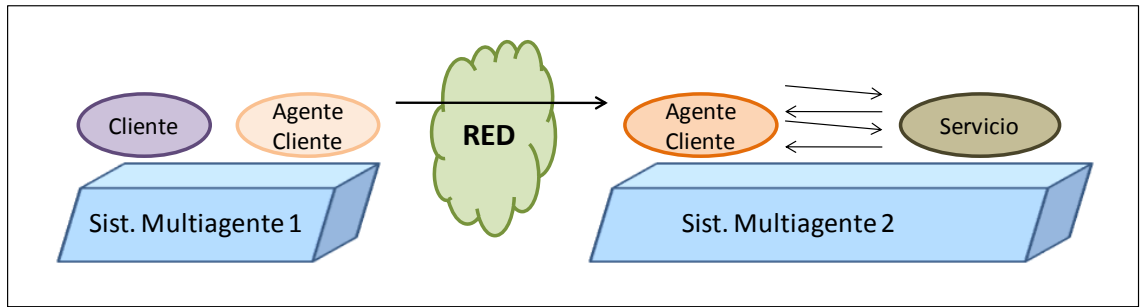 Cliente
Agente
Cliente
RED
Agente
Cliente
Servicio
Sist. Multiagente 1
Sist. Multiagente 2